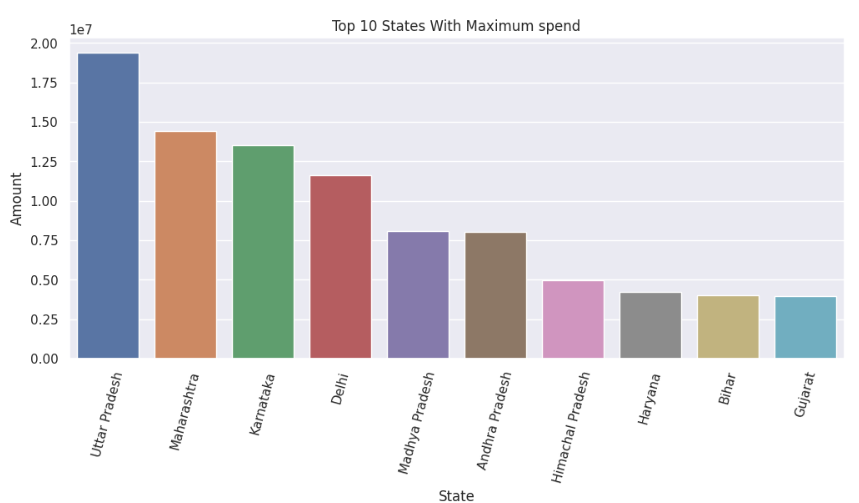 Top 10 States With Maximum spend
1e7
2.00
1.75
1.50
1.25
1.00
0.75
0.50
0.25
0.00
Amount
Uttar Pradesh
Maharashtra
Karnataka
Delhi
Madhya Pradesh
Andhra Pradesh
Himachal Pradesh
Haryana
Bihar
Gujarat
State